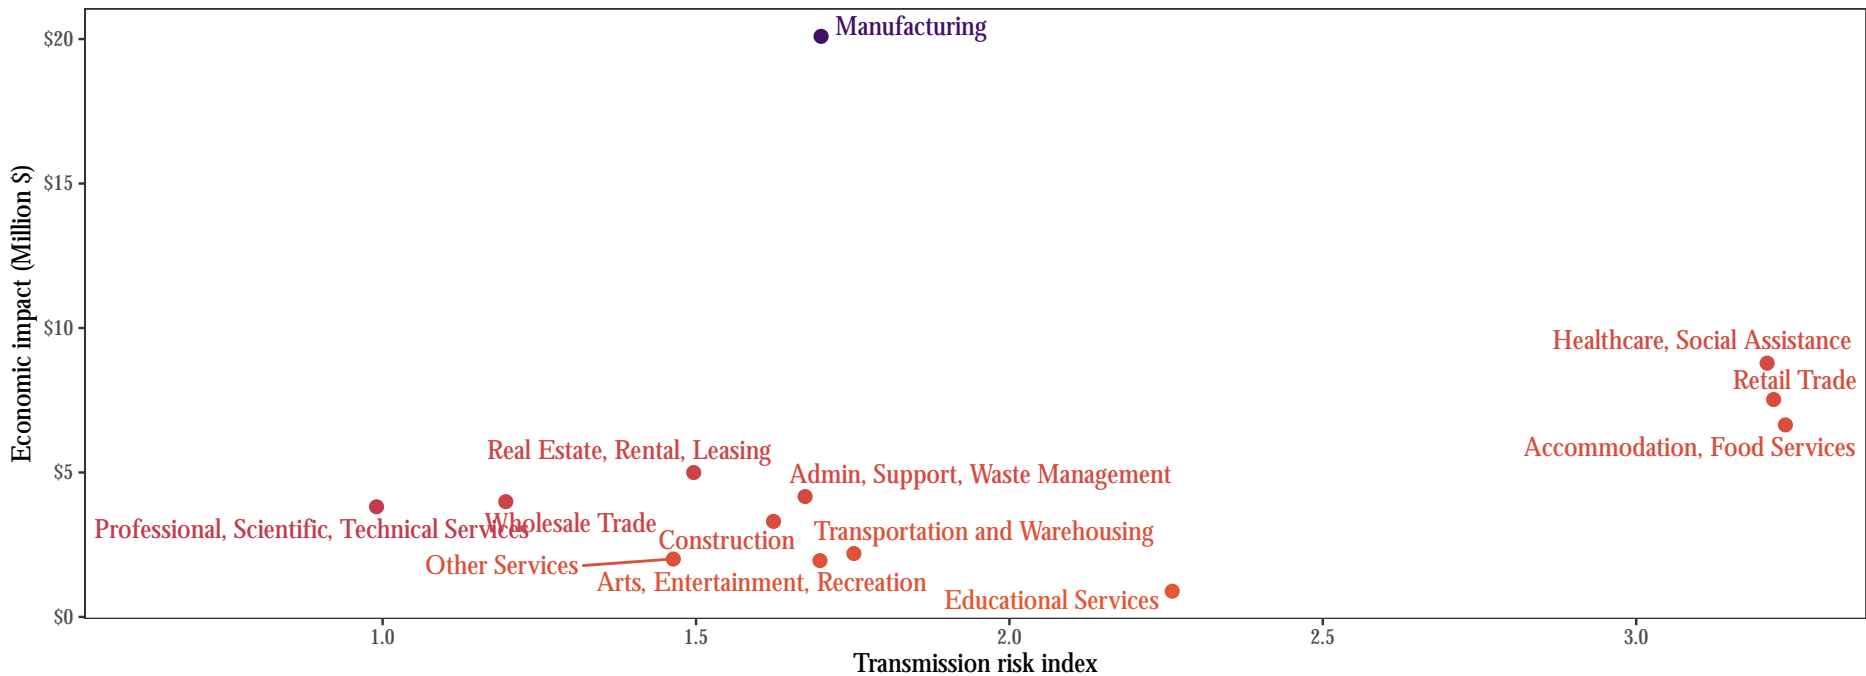 Manufacturing
$20
$15
Economic impact (Million $)
$10
Healthcare, Social Assistance
Retail Trade
Accommodation, Food Services
Real Estate, Rental, Leasing
$5
Admin, Support, Waste Management
Professional, Scientific, Technical Services
Wholesale Trade
Construction
Transportation and Warehousing
Other Services
Arts, Entertainment, Recreation
Educational Services
$0
1.0
1.5
2.0
2.5
3.0
Transmission risk index